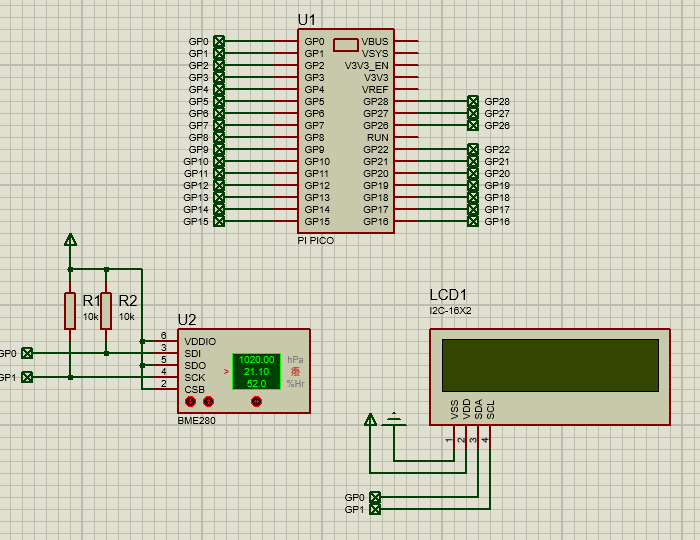 U1
GP0 GP0 VBUS
GP1 GP1 VSYS
GP2 GP2 V3V3_EN
GP3 GP3 V3V3
GP4 GP4 VREF
GP5 GP5 GP28 GP28
GP6 GP6 GP27 GP27
GP7 GP7 GP26 GP26
GP8 GP8 RUN
GP9 GP9 GP22 GP22
GP10 GP10 GP21 GP21
GP11 GP11 GP20 GP20
GP12 GP12 GP19 GP19
GP13 GP13 GP18 GP18
GP14 GP14 GP17 GP17
GP15 GP15 GP16 GP16
PI PICO
R1
10k
R2
10k
U2
6 VDDIO
GP0 3 SDI
5 SDO
GP1 4 SCK
2 CSB
1020.00 hPa
> 21.10
52.0 %Hr
BME280
LCD1
I2C-16X2
VSS VDD SDA SCL
1 2 3 4
GP0
GP1